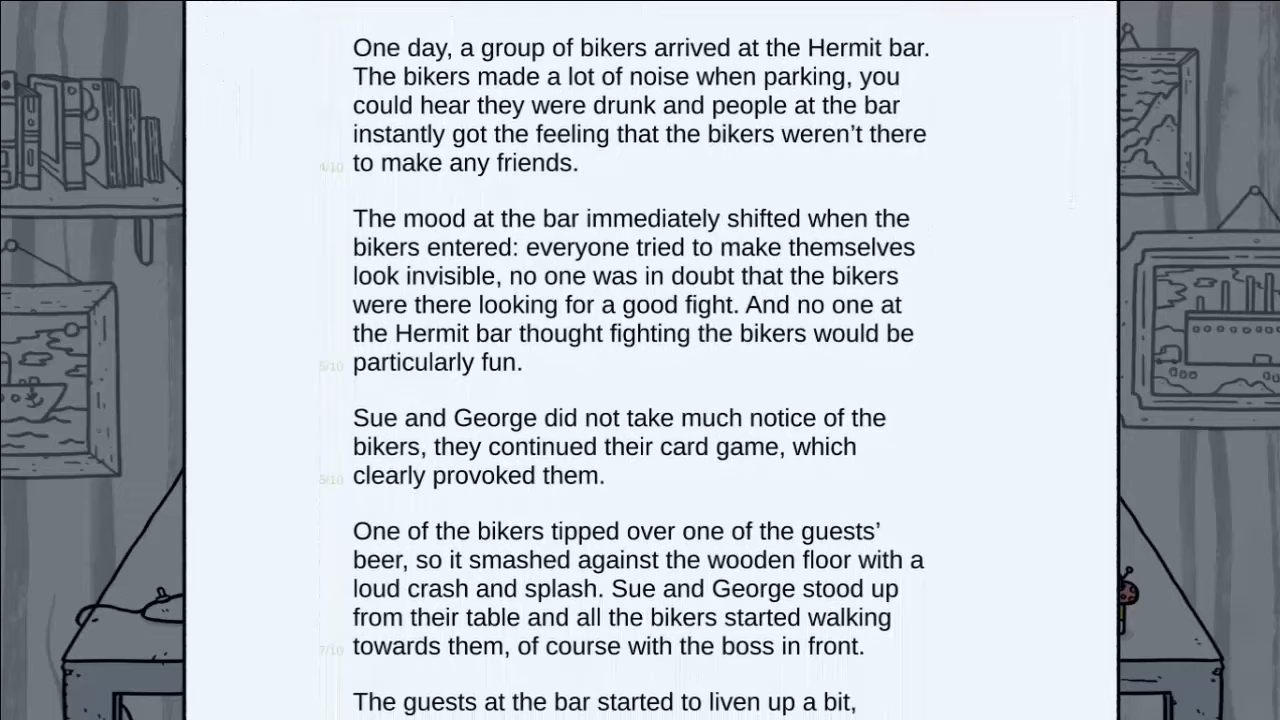 One day, a group of bikers arrived at the Hermit bar.
The bikers made a lot of noise when parking, you
could hear they were drunk and people at the bar
instantly got the feeling that the bikers weren’t there
4/10 to make any friends.
The mood at the bar immediately shifted when the
bikers entered: everyone tried to make themselves
look invisible, no one was in doubt that the bikers
were there looking for a good fight. And no one at
the Hermit bar thought fighting the bikers would be
5/10 particularly fun.
Sue and George did not take much notice of the
bikers, they continued their card game, which
5/10 clearly provoked them.
One of the bikers tipped over one of the guests’
beer, so it smashed against the wooden floor with a
loud crash and splash. Sue and George stood up
from their table and all the bikers started walking
7/10 towards them, of course with the boss in front.
The guests at the bar started to liven up a bit,